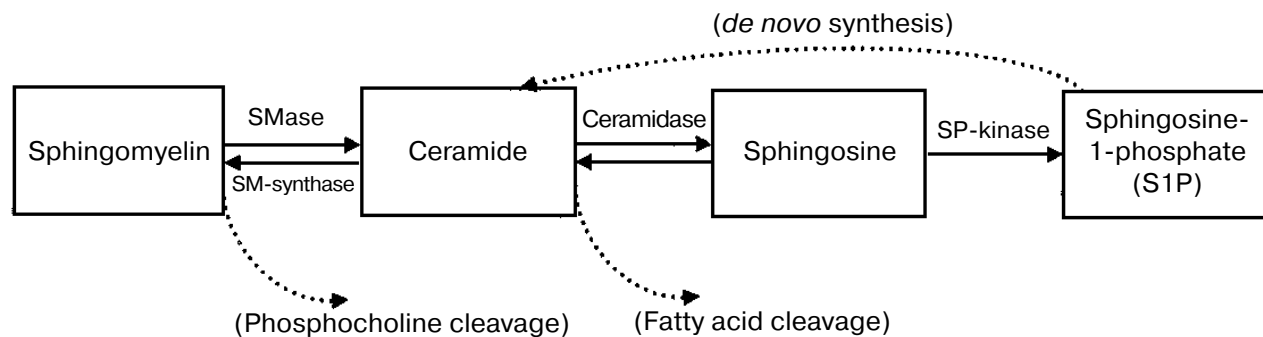 (de novo synthesis)
SMase
Ceramidase
SP-kinase
Sphingomyelin
Ceramide
Sphingosine
Sphingosine-
1-phosphate
(S1P)
SM-synthase
(Phosphocholine cleavage)
(Fatty acid cleavage)